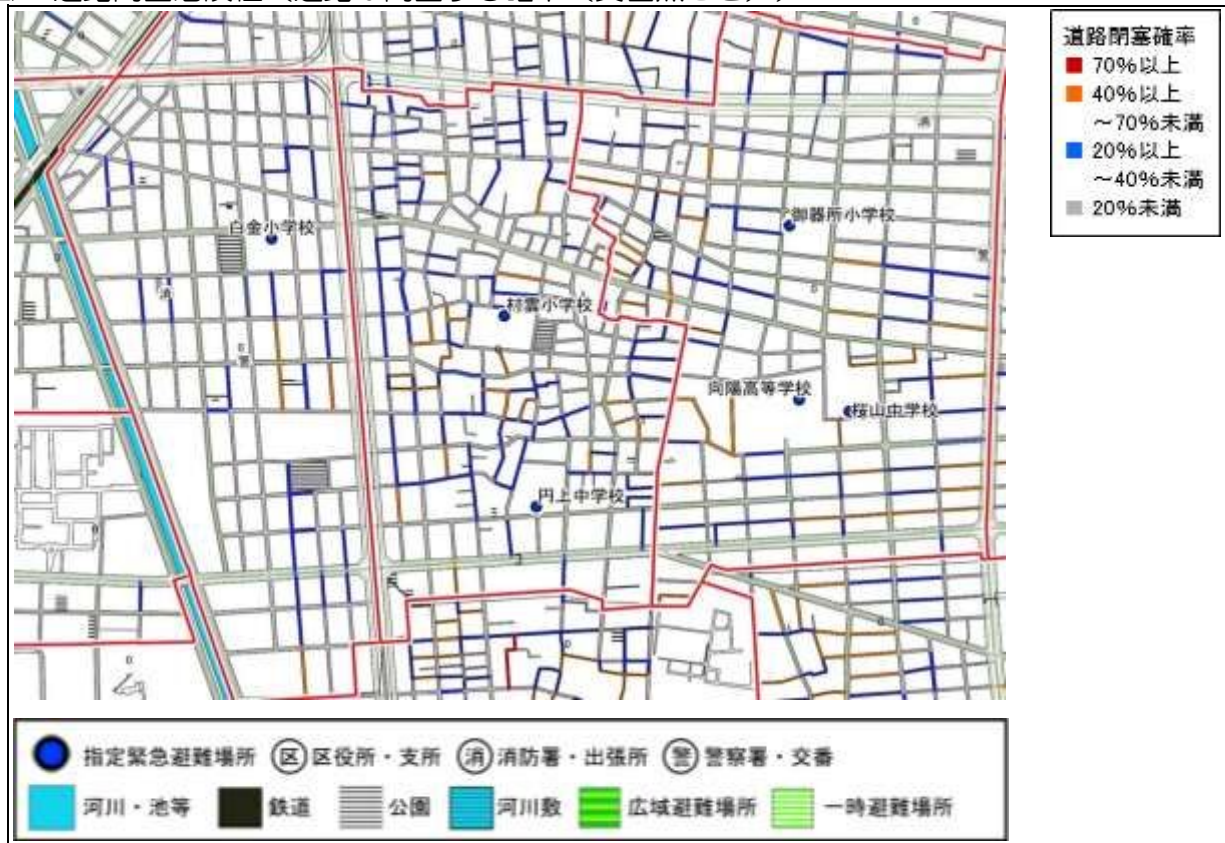 道路閉塞確率
70%以上
40%以上
～70%未満
20%以上
～40%未満
20%未満
白金小学校
御器所小学校
村雲小学校
向陽高等学校
桜山中学校
円上中学校
消
消
警
警
指定緊急避難場所 区 区役所・支所 消 消防署・出張所 警 警察署・交番
河川・池等 鉄道 公園 河川敷 広域避難場所 一時避難場所